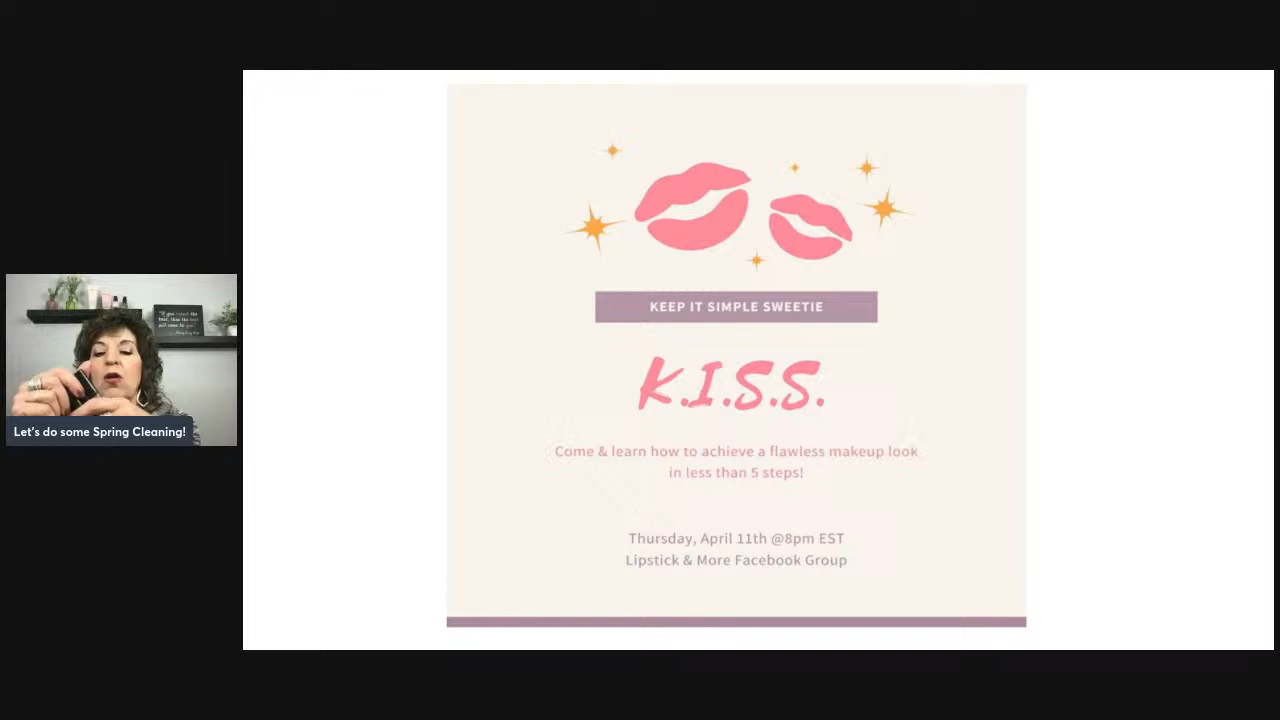 KEEP IT SIMPLE SWEETIE
K.I.S.S.
Come & learn how to achieve a flawless makeup look
in less than 5 steps!
Thursday, April 11th @8pm EST
Lipstick & More Facebook Group
Let's do some Spring Cleaning!